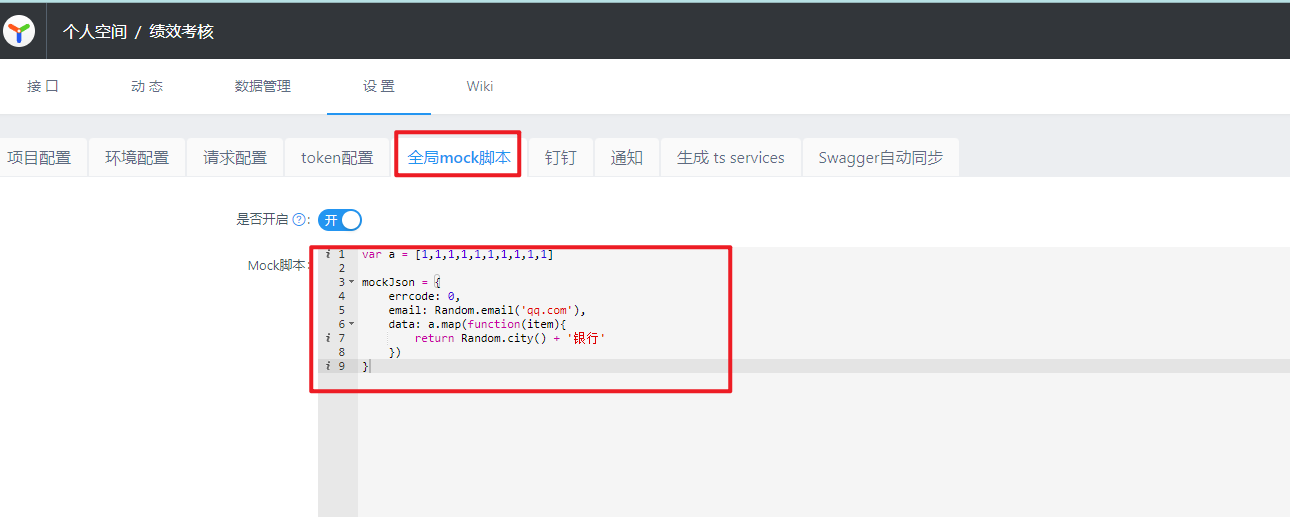 个人空间 / 绩效考核
接 口 动 态 数据管理 设 置 Wiki
项目配置 环境配置 请求配置 token配置 全局mock脚本 钉钉 通知 生成 ts services Swagger自动同步
是否开启 ? : 开
Mock脚本:
i 1 var a = [1,1,1,1,1,1,1,1,1,1]
2
3 mockJson = {
4 errcode: 0,
5 email: Random.email('qq.com'),
6 data: a.map(function(item){
i 7 return Random.city() + '银行'
8 })
i 9 }